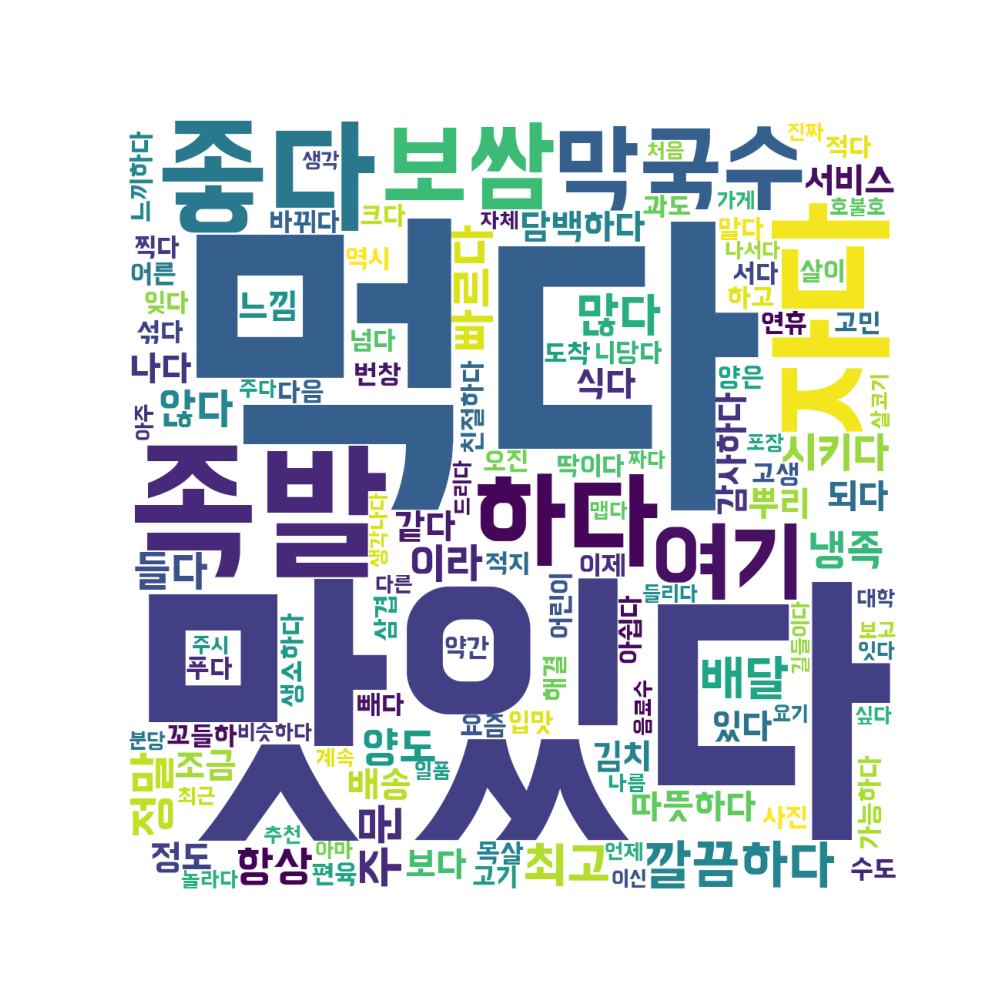 느끼하다
좋다
생각
보쌈
막국수
처음
진짜
적다
서비스
바뀌다
크다
자체
담백하다
과도
가게
말다
호불호
찍다
어른
역시
빠르다
나서다
자다
잊다
먹다
느낌
많다
서다
살이
하고
섞다
넘다
도착
니당다
연휴
고민
나다
번창
식다
양은
않다
주다
다음
친절하다
살코기
아주
감사하다
포장
시키다
족발
오진
딱이다
짜다
고생
뿌리
되다
드리다
하다
맵다
생각나다
같다
여기
냉족
들다
이라
적지
이제
다른
들리다
대학
맛있다
삼겹
어린이
아쉽다
길들이다
보고
주시
생소하다
약간
있다
푸다
해결
배달
빼다
음료수
요기
싶다
분당
꼬들하
비슷하다
요즘
입맛
있다
정말
조금
계속
양도
일품
김치
최근
배송
나름
따뜻하다
사진
가능하다
추천
주문
정도
항상
아마
보다
목살
최고
언제
깔끔하다
수도
놀라다
편육
고기
이신